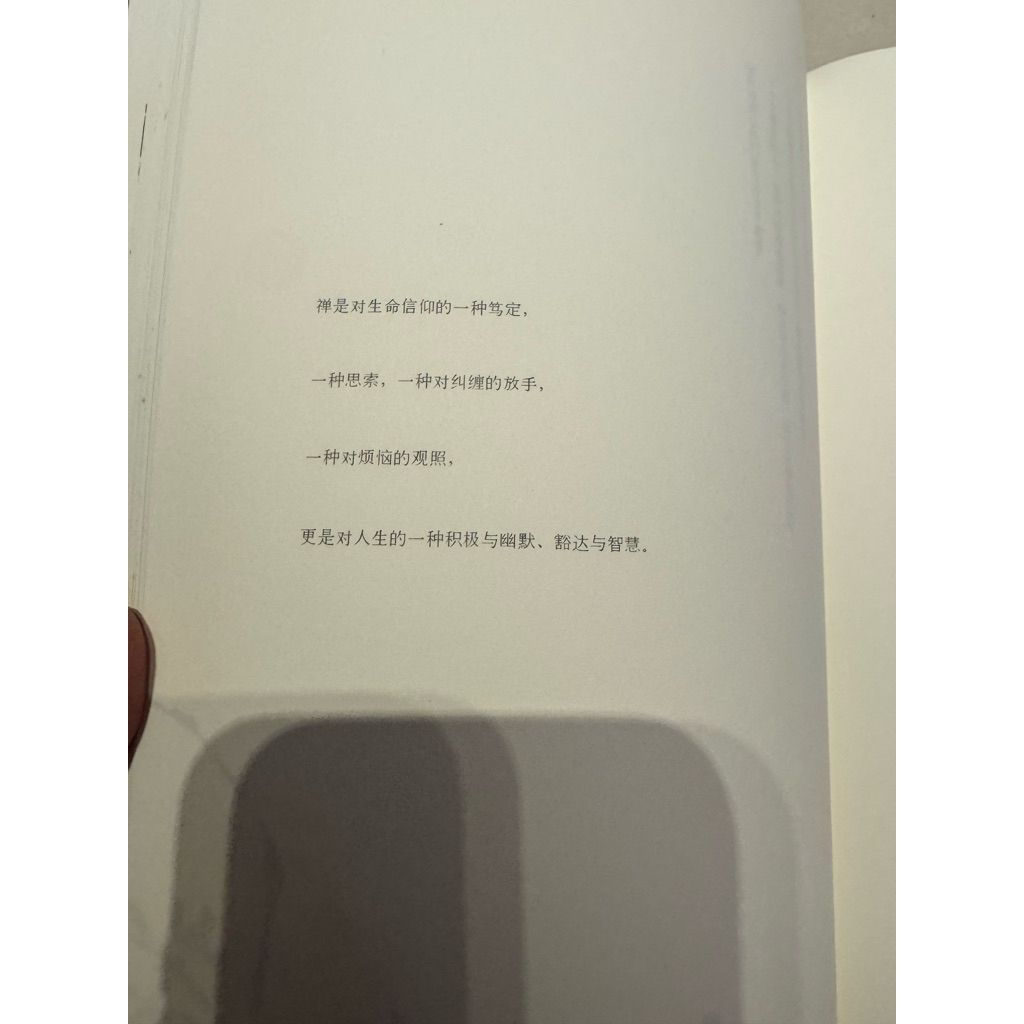 禅是对生命信仰的一种笃定，
一种思索，一种对纠缠的放手，
一种对烦恼的观照，
更是对人生的一种积极与幽默、豁达与智慧。